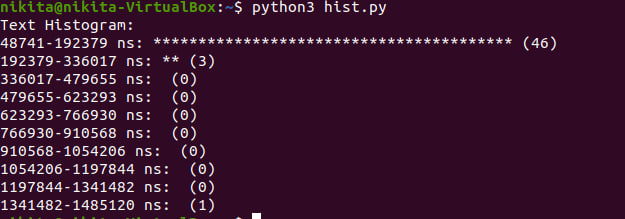 nikita@nikita-VirtualBox:~$ python3 hist.py
Text Histogram:
48741-192379 ns: **************************************** (46)
192379-336017 ns: ** (3)
336017-479655 ns:  (0)
479655-623293 ns:  (0)
623293-766930 ns:  (0)
766930-910568 ns:  (0)
910568-1054206 ns:  (0)
1054206-1197844 ns:  (0)
1197844-1341482 ns:  (0)
1341482-1485120 ns:  (1)
nikita@nikita-VirtualBox:~$